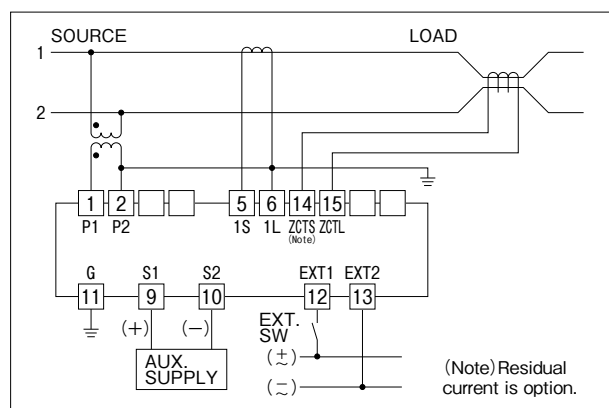 SOURCE LOAD
1
2
1 2 5 6 14 15
P1 P2 1S 1L ZCTS ZCTL
(Note)
G S1 S2 EXT1 EXT2
11 9 10 12 13
(+) (−) EXT.
SW
AUX.
SUPPLY
(±)
~
(−)
~
(Note) Residual
current is option.